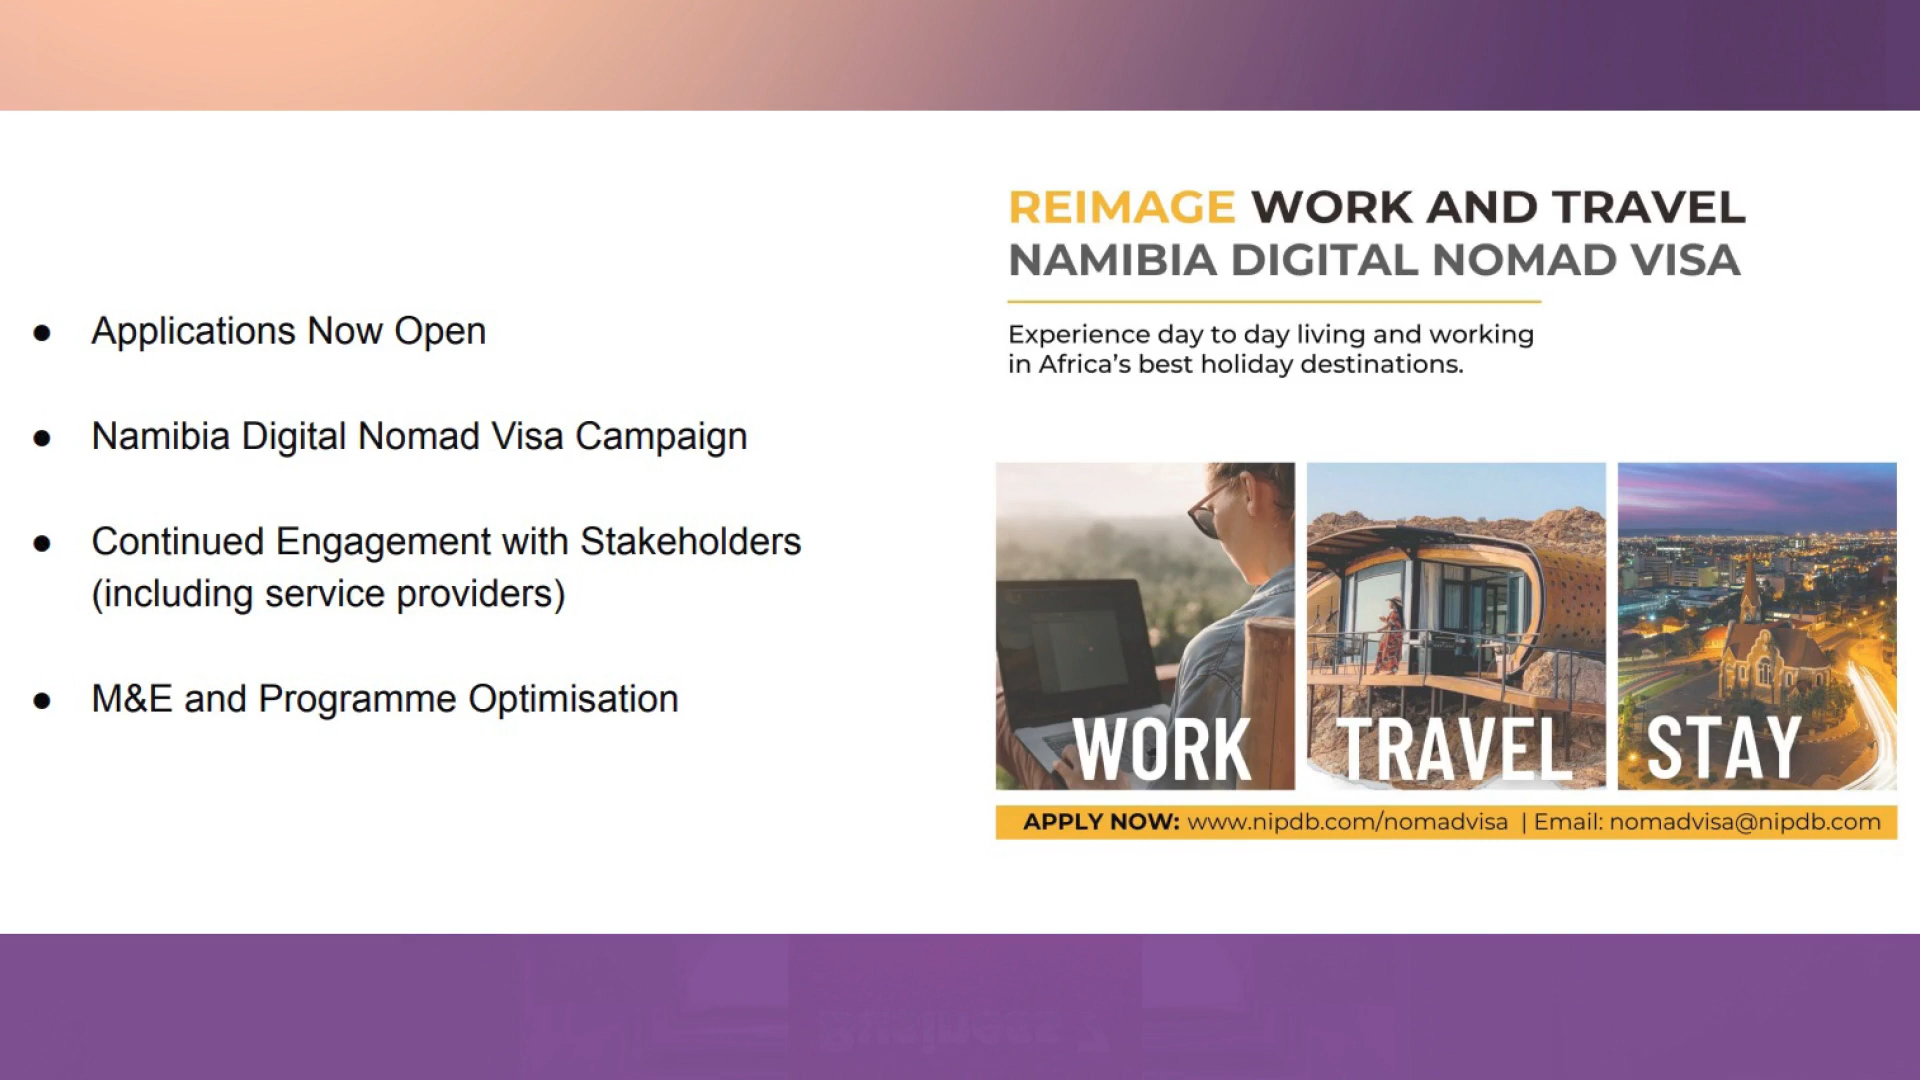 ● Applications Now Open
● Namibia Digital Nomad Visa Campaign
● Continued Engagement with Stakeholders
(including service providers)
● M&E and Programme Optimisation
REIMAGE WORK AND TRAVEL
NAMIBIA DIGITAL NOMAD VISA
Experience day to day living and working
in Africa's best holiday destinations.
WORK
TRAVEL
STAY
APPLY NOW: www.nipdb.com/nomadvisa | Email: nomadvisa@nipdb.com